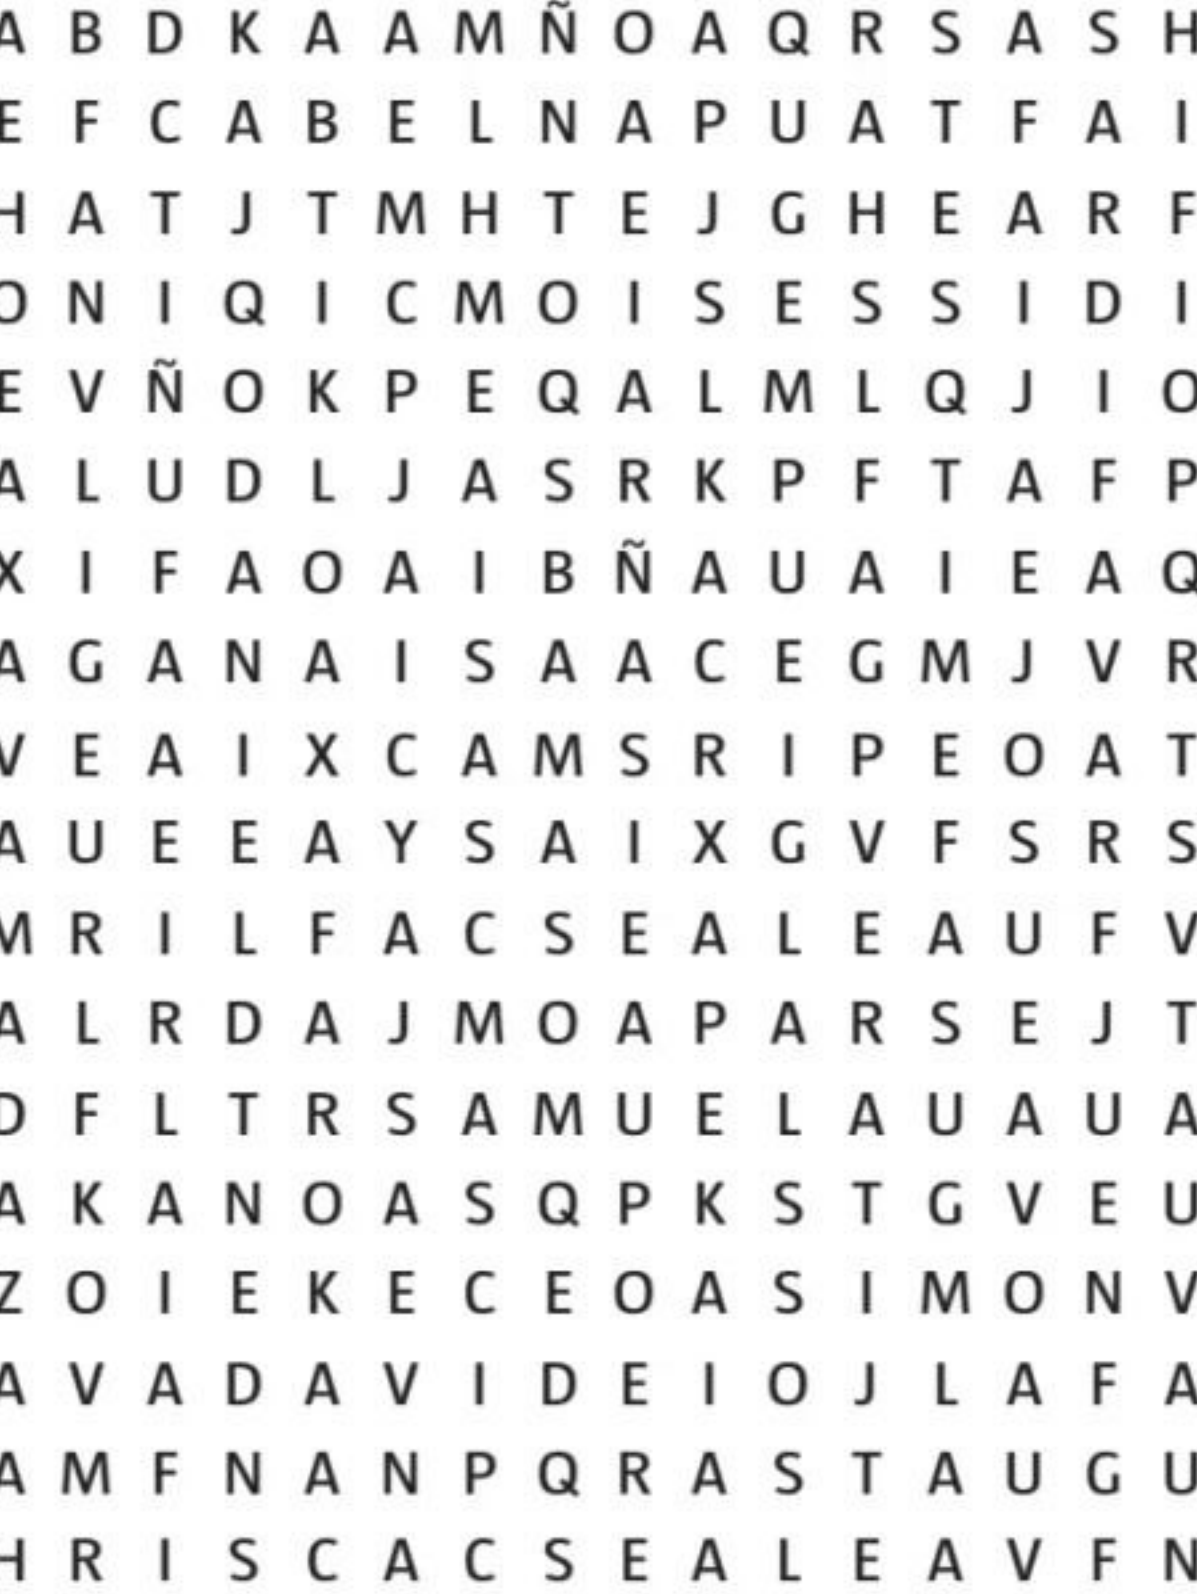 A B D K A A M Ñ O A Q R S A S H
E F C A B E L N A P U A T F A I
H A T J T M H T E J G H E A R F
O N I Q I C M O I S E S S I D I
E V Ñ O K P E Q A L M L Q J I O
A L U D L J A S R K P F T A F P
X I F A O A I B Ñ A U A I E A Q
A G A N A I S A A C E G M J V R
V E A I X C A M S R I P E O A T
A U E E A Y S A I X G V F S R S
M R I L F A C S E A L E A U F V
A L R D A J M O A P A R S E J T
D F L T R S A M U E L A U A U A
A K A N O A S Q P K S T G V E U
Z O I E K E C E O A S I M O N V
A V A D A V I D E I O J L A F A
A M F N A N P Q R A S T A U G U
H R I S C A C S E A L E A V F N